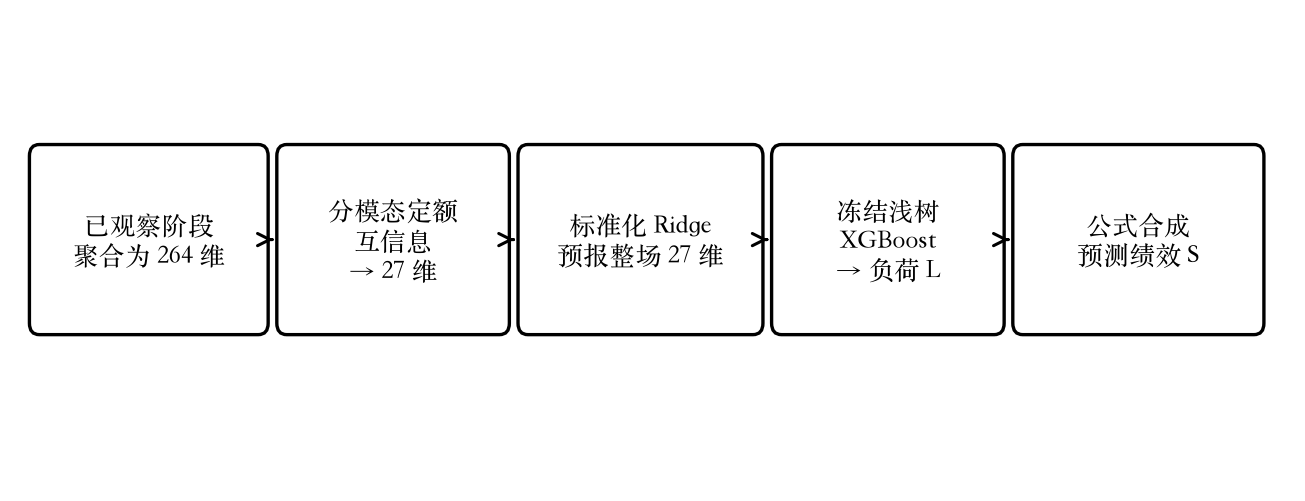 已观察阶段
聚合为 264 维
分模态定额
互信息
→ 27 维
标准化 Ridge
预报整场 27 维
冻结浅树
XGBoost
→ 负荷 L
公式合成
预测绩效 S